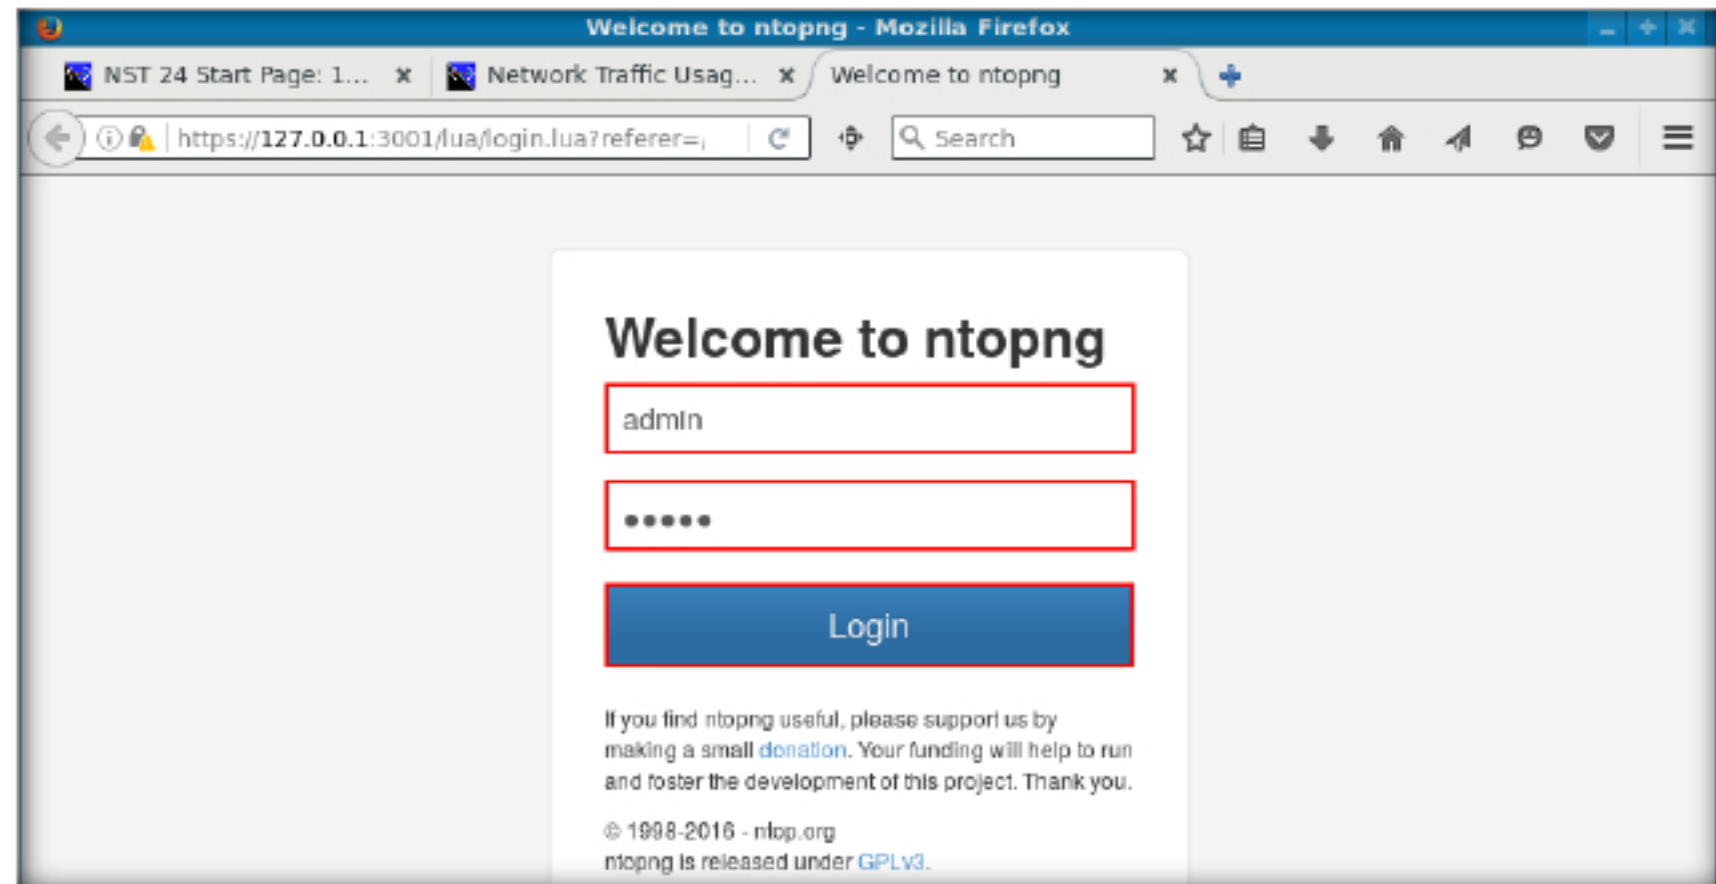 Welcome to ntopng - Mozilla Firefox
NST 24 Start Page: 1... Network Traffic Usag... Welcome to ntopng
https://127.0.0.1:3001/lua/login.lua?referer= Search
Welcome to ntopng
admin
•••••
Login
If you find ntopng useful, please support us by
making a small donation. Your funding will help to run
and foster the development of this project. Thank you.
© 1998-2016 - ntop.org
ntopng is released under GPLv3.